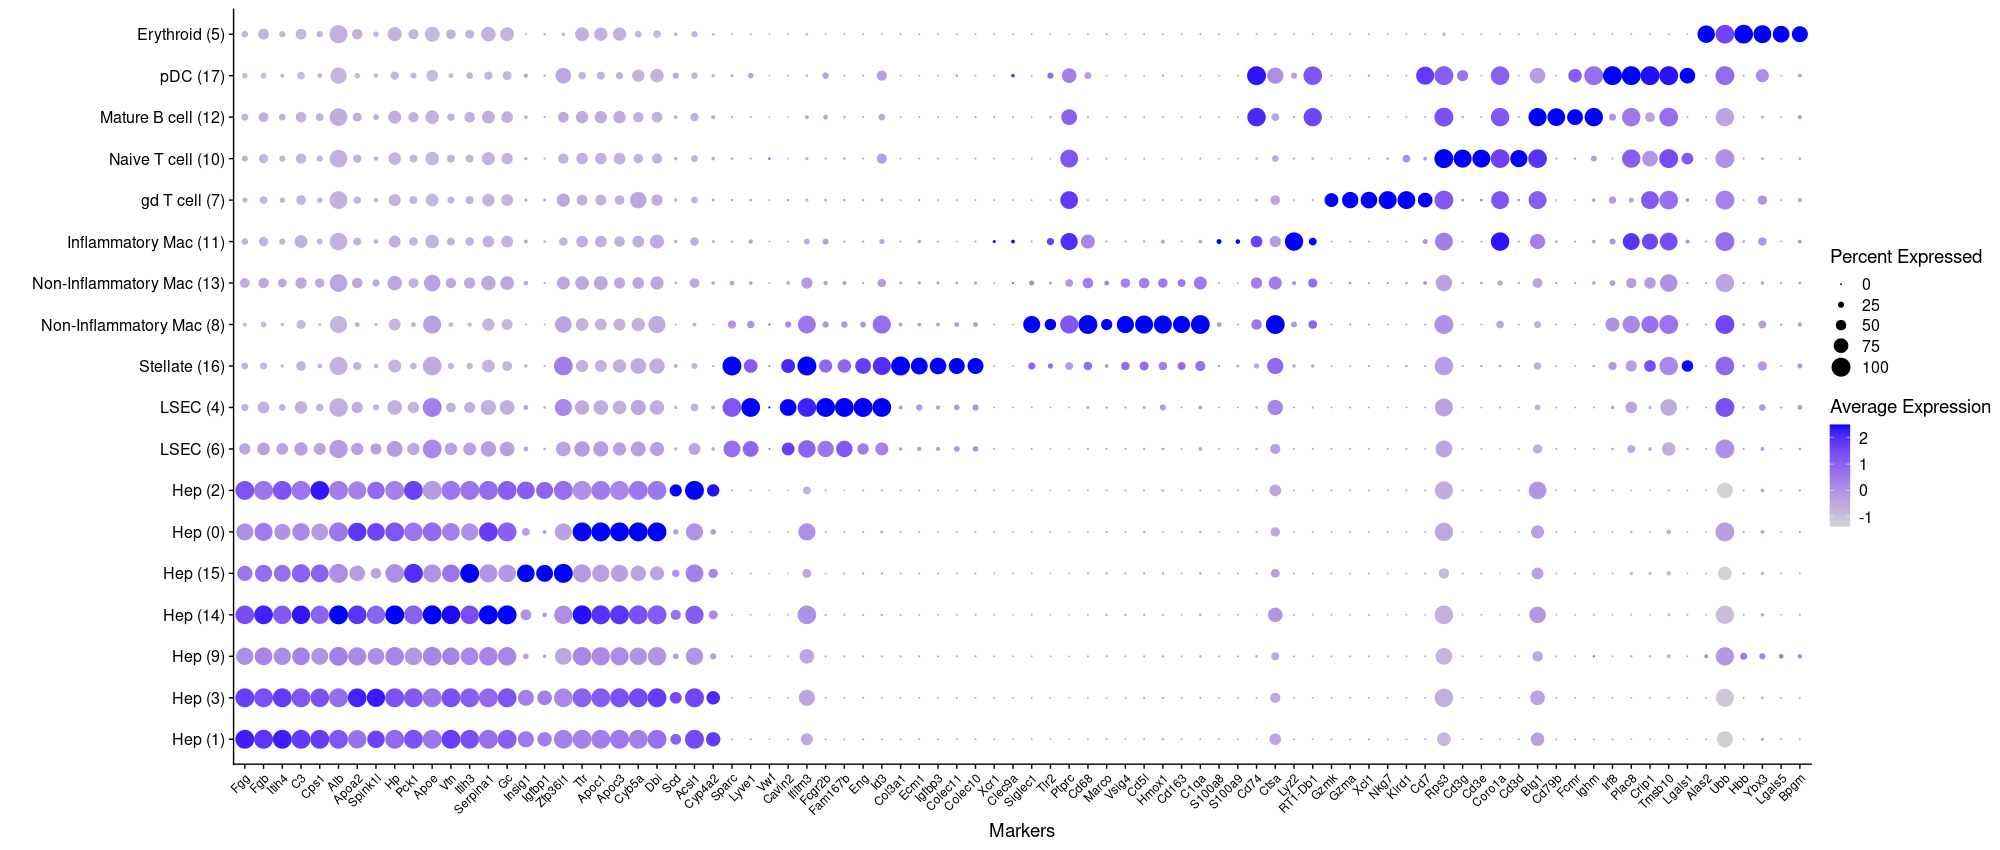 Erythroid (5)
pDC (17)
Mature B cell (12)
Naive T cell (10)
gd T cell (7)
Inflammatory Mac (11)
Non-Inflammatory Mac (13)
Non-Inflammatory Mac (8)
Stellate (16)
LSEC (4)
LSEC (6)
Hep (2)
Hep (0)
Hep (15)
Hep (14)
Hep (9)
Hep (3)
Hep (1)
Fgg
Fgb
Itih4
C3
Cps1
Alb
Apoa2
Spink1l
Hp
Pck1
Apoe
Vtn
Itih3
Serpina1
Gc
Insig1
Igfbp1
Zfp36l1
Ttr
Apoc1
Apoc3
Cyb5a
Dbi
Scd
Acsl1
Cyp4a2
Sparc
Lyve1
Vwf
Cavin2
Ifitm3
Fcgr2b
Fam167b
Eng
Id3
Col3a1
Ecm1
Igfbp3
Colec11
Colec10
Xcr1
Clec9a
Siglec1
Tlr2
Ptprc
Cd68
Marco
Vsig4
Cd5l
Hmox1
Cd163
C1qa
S100a8
S100a9
Cd74
Ctsa
Lyz2
RT1-Db1
Gzmk
Gzma
Xcl1
Nkg7
Klrd1
Cd7
Rps3
Cd3g
Cd3e
Coro1a
Cd3d
Btg1
Cd79b
Fcmr
Ighm
Irf8
Plac8
Crip1
Tmsb10
Lgals1
Alas2
Ubb
Hbb
Ybx3
Lgals5
Bpgm
Markers
Percent Expressed
0
25
50
75
100
Average Expression
2
1
0
-1